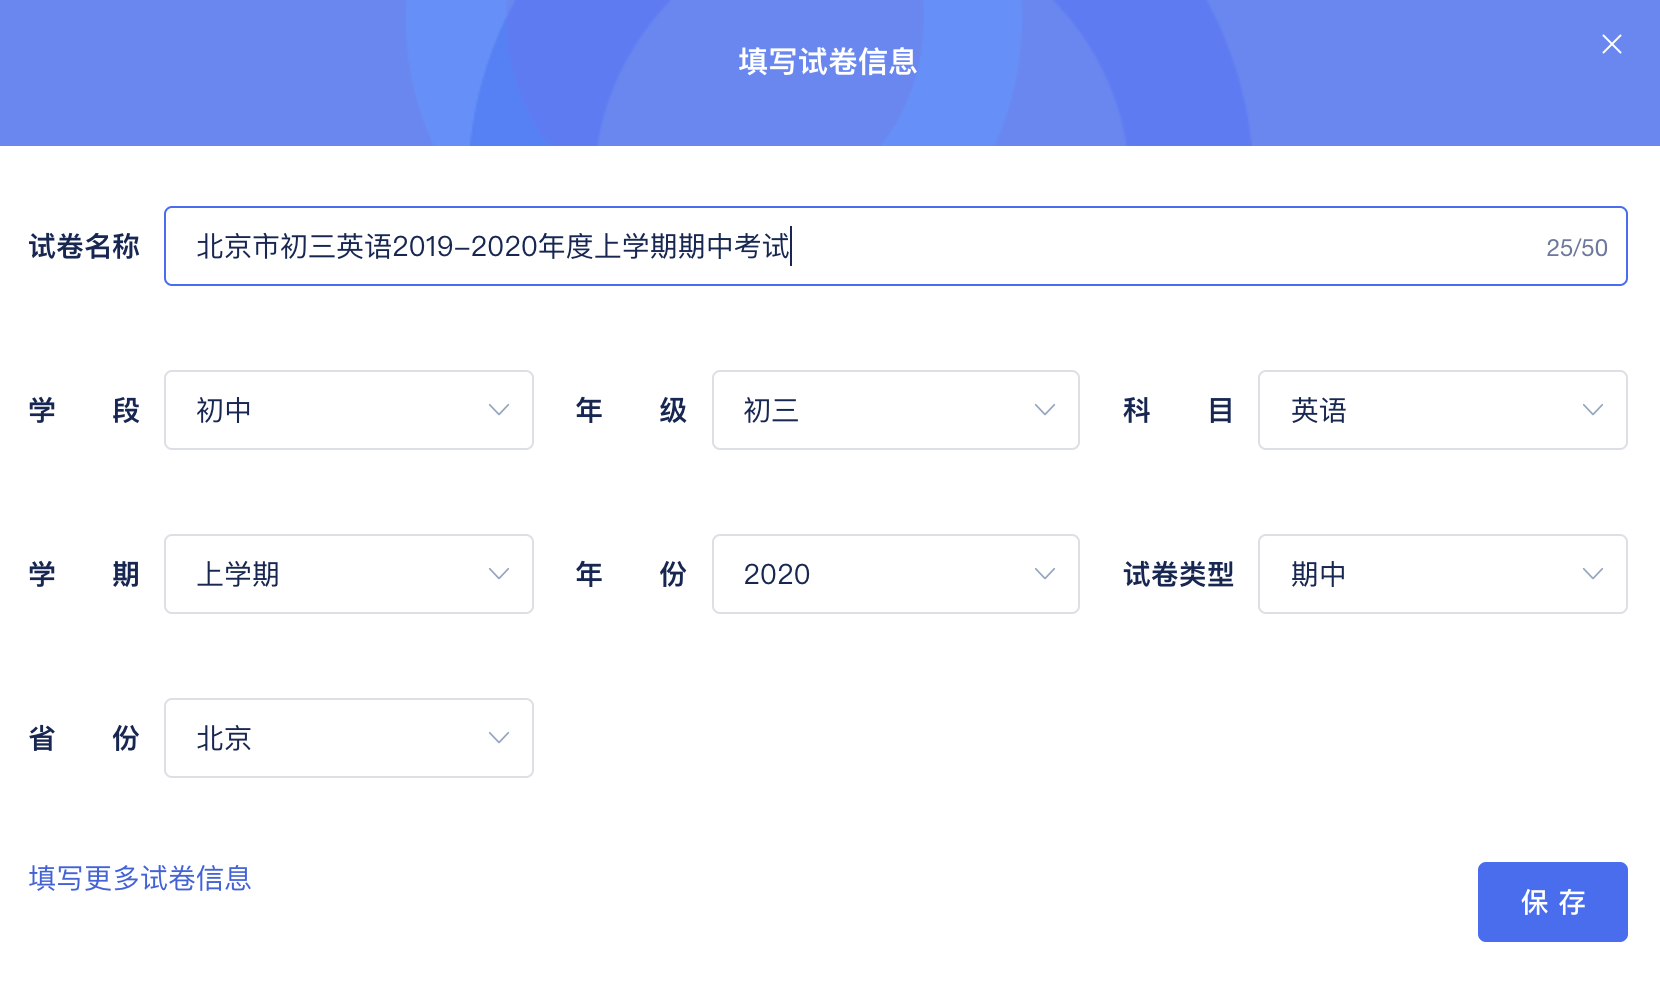 填写试卷信息
试卷名称 北京市初三英语2019-2020年度上学期期中考试 25/50
学 段 初中 年 级 初三 科 目 英语
学 期 上学期 年 份 2020 试卷类型 期中
省 份 北京
填写更多试卷信息
保 存